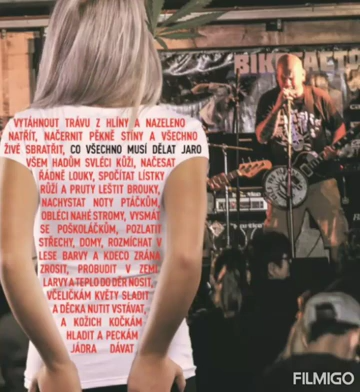 BIK
VYTÁHNOUT TRÁVU Z HLÍNY A NAZELENO
NATŘÍT, NAČERNIT PĚKNĚ STÍNY A VŠECHNO
ŽIVÉ SBRATŘIT, CO VŠECHNO MUSÍ DĚLAT JARO
VŠEM HADŮM SVLÉCI KŮŽI, NAČESAT
ŘÁDNĚ LOUKY, SPOČÍTAT LÍSTKY
RŮŽÍ A PRUTY LEŠTIT BROUKY,
NACHYSTAT NOTY PTÁČKŮM,
OBLÉCI NAHÉ STROMY, VYSMÁT
SE POŠKOLÁČKŮM, POZLATIT
STŘECHY, DOMY, ROZMÍCHAT V
LESE BARVY A KDECO ZRÁNA
ZROSIT, PROBUDIT V ZEMI
LARVY A TEPLO DO DĚR NOSIT,
VČELIČKÁM KVĚTY SLADIT
A DĚCKA NUTIT VSTÁVAT,
A KOŽICH KOČKÁM
HLADIT A PECKÁM
JÁDRA DÁVAT
FILMIGO